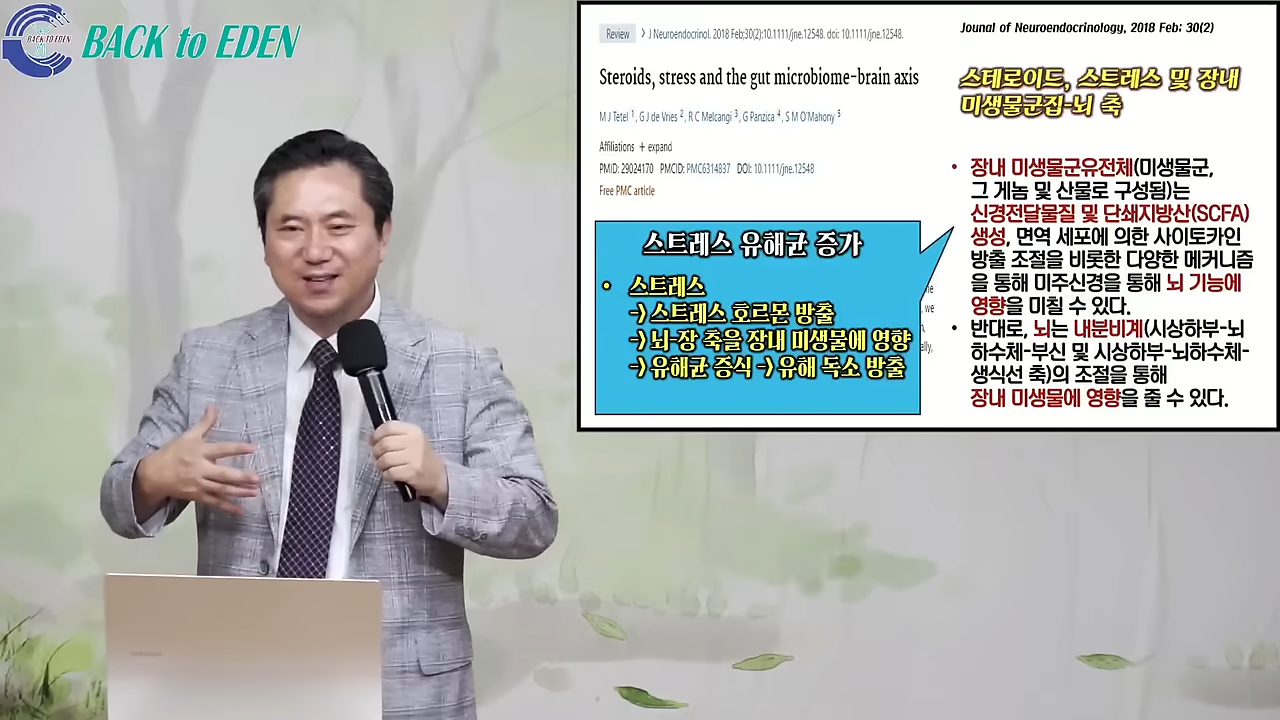 BACK TO EDEN
BACK to EDEN
Review
J Neuroendocrinol. 2018 Feb;30(2):10.1111/jne.12548. doi: 10.1111/jne.12548.
Steroids, stress and the gut microbiome-brain axis
M J Tetel 1, G J de Vries 2, R C Melcangi 3, G Panzica 4, S M O'Mahony 5
Affiliations + expand
PMID: 29024170 PMCID: PMC6314837 DOI: 10.1111/jne.12548
Free PMC article
we
스트레스 유해균 증가
• 스트레스
-> 스트레스 호르몬 방출
-> 뇌-장 축을 장내 미생물에 영향
-> 유해균 증식 -> 유해 독소 방출
Jounal of Neuroendocrinology, 2018 Feb; 30(2)
스테로이드, 스트레스 및 장내
미생물군집-뇌 축
• 장내 미생물군유전체(미생물군,
그 게놈 및 산물로 구성됨)는
신경전달물질 및 단쇄지방산(SCFA)
생성, 면역 세포에 의한 사이토카인
방출 조절을 비롯한 다양한 메커니즘
을 통해 미주신경을 통해 뇌 기능에
영향을 미칠 수 있다.
• 반대로, 뇌는 내분비계(시상하부-뇌
하수체-부신 및 시상하부-뇌하수체-
생식선 축)의 조절을 통해
장내 미생물에 영향을 줄 수 있다.